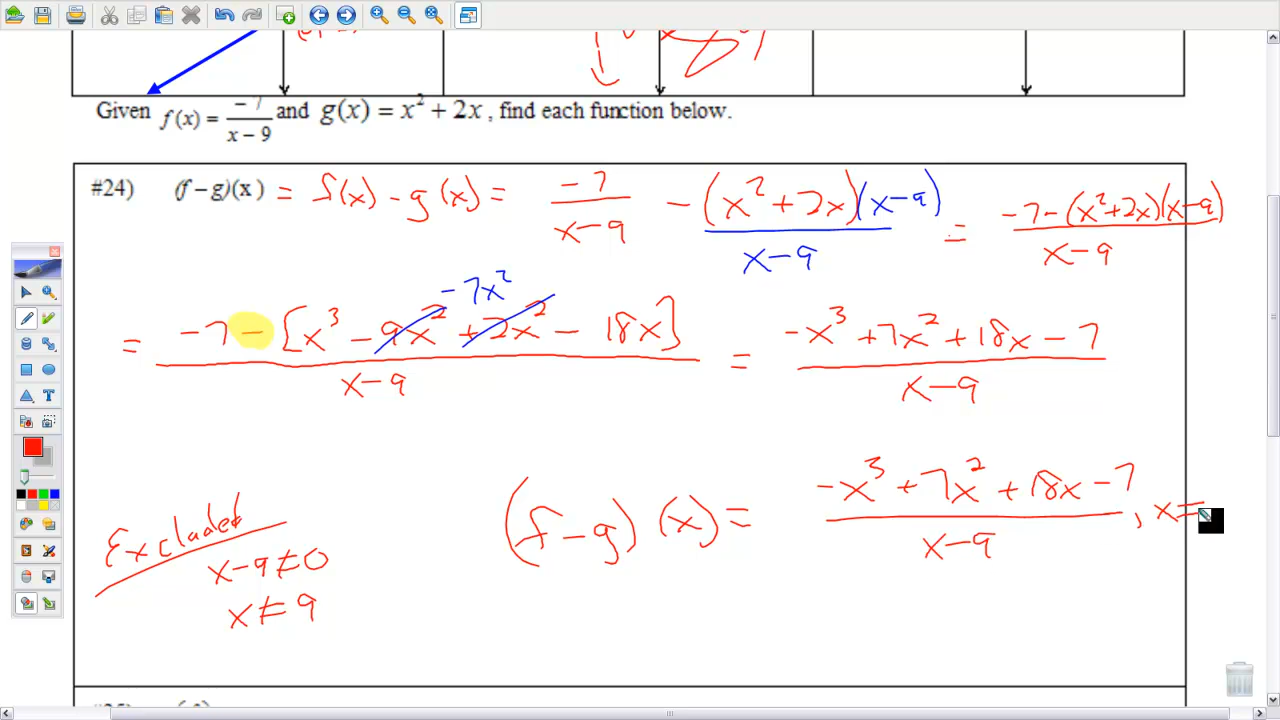 Given f(x) = -7/(x - 9) and g(x) = x² + 2x, find each function below.
#24) (f - g)(x) = f(x) - g(x) = -7/(x-9) - (x² + 2x)(x-9)/(x-9) = (-7-(x²+2x)(x-9))/(x-9)
-7x²
= (-7 - [x³ - 9x² + 2x² - 18x])/(x-9) = (-x³ + 7x² + 18x - 7)/(x-9)
Excluded
x-9≠0
x≠9
(f-g)(x) = (-x³ + 7x² + 18x - 7)/(x-9), x=